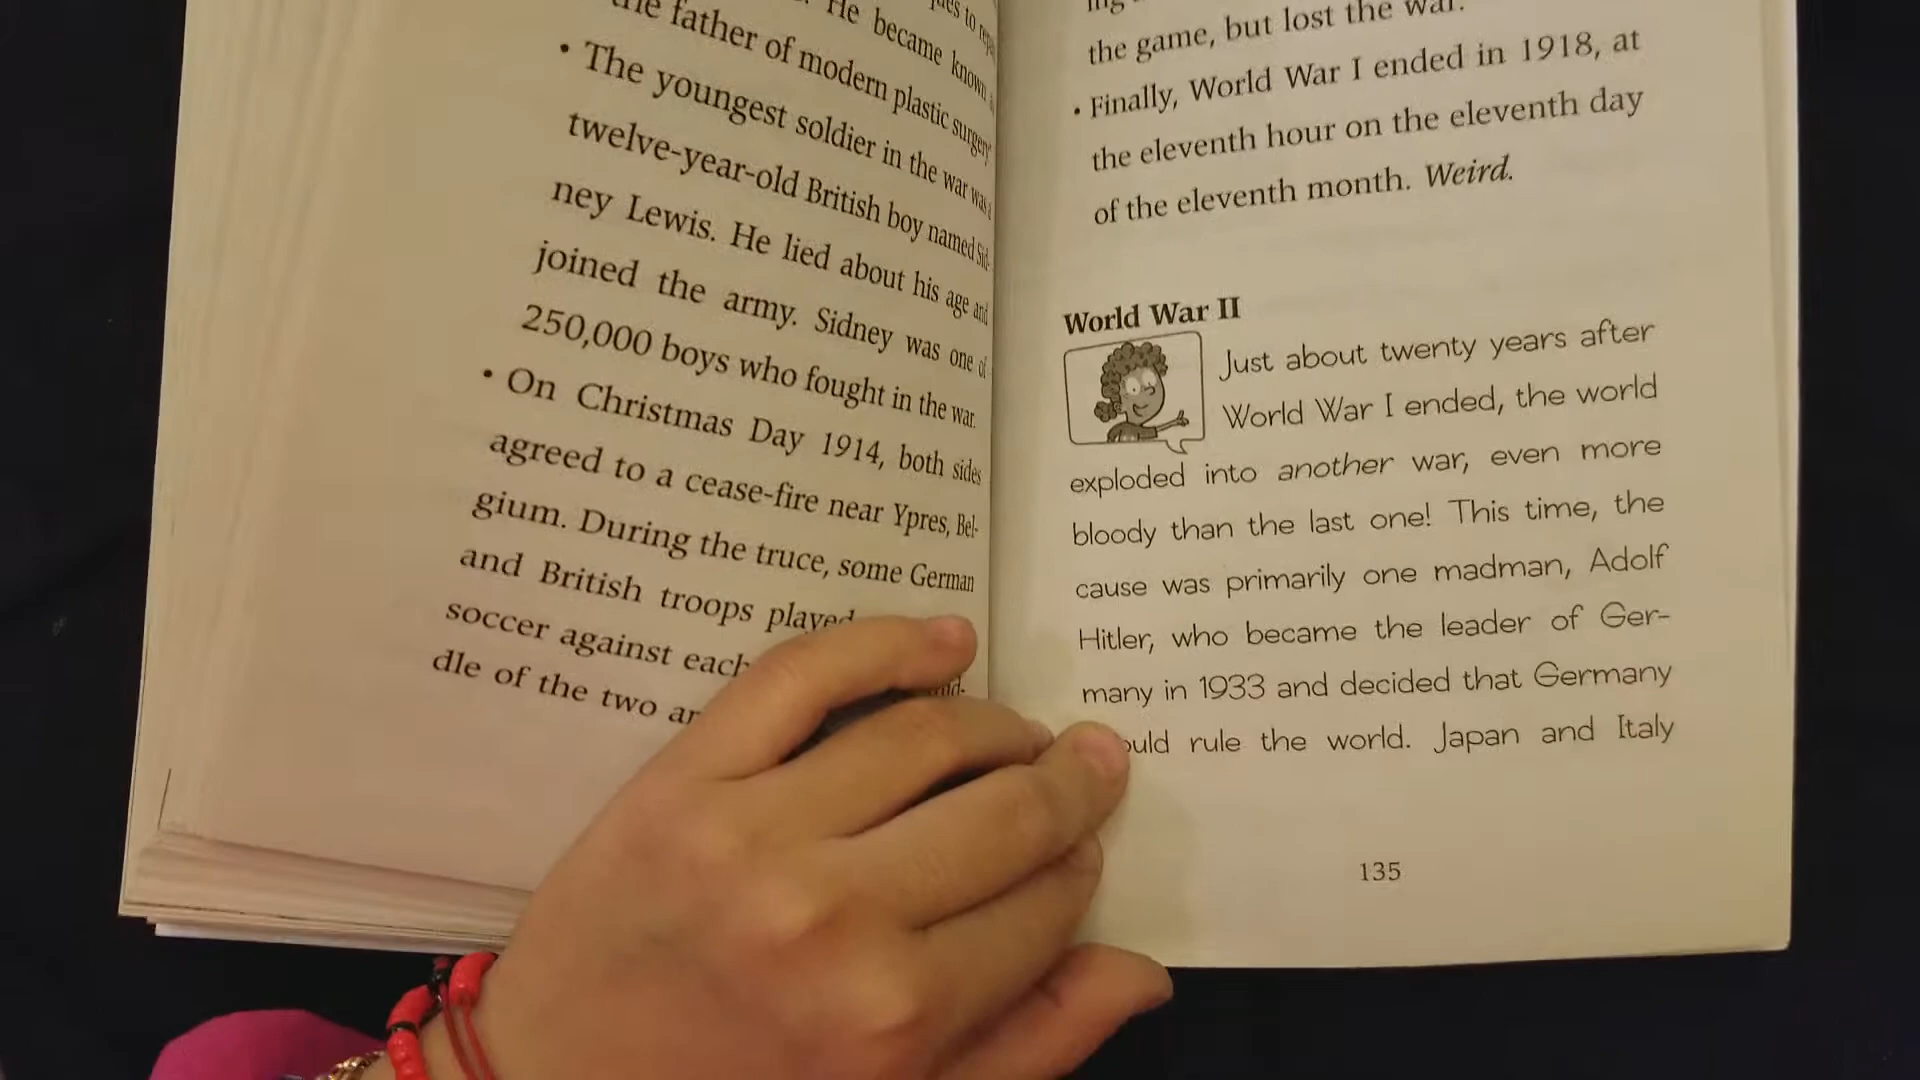 He became known
the father of modern plastic surgery
• The youngest soldier in the war was a
twelve-year-old British boy named Sid-
ney Lewis. He lied about his age and
joined the army. Sidney was one of
250,000 boys who fought in the war.
• On Christmas Day 1914, both sides
agreed to a cease-fire near Ypres, Bel-
gium. During the truce, some German
and British troops played
soccer against each
dle of the two
the game, but lost the war.
• Finally, World War I ended in 1918, at
the eleventh hour on the eleventh day
of the eleventh month. Weird.
World War II
Just about twenty years after
World War I ended, the world
exploded into another war, even more
bloody than the last one! This time, the
cause was primarily one madman, Adolf
Hitler, who became the leader of Ger-
many in 1933 and decided that Germany
rule the world. Japan and Italy
135